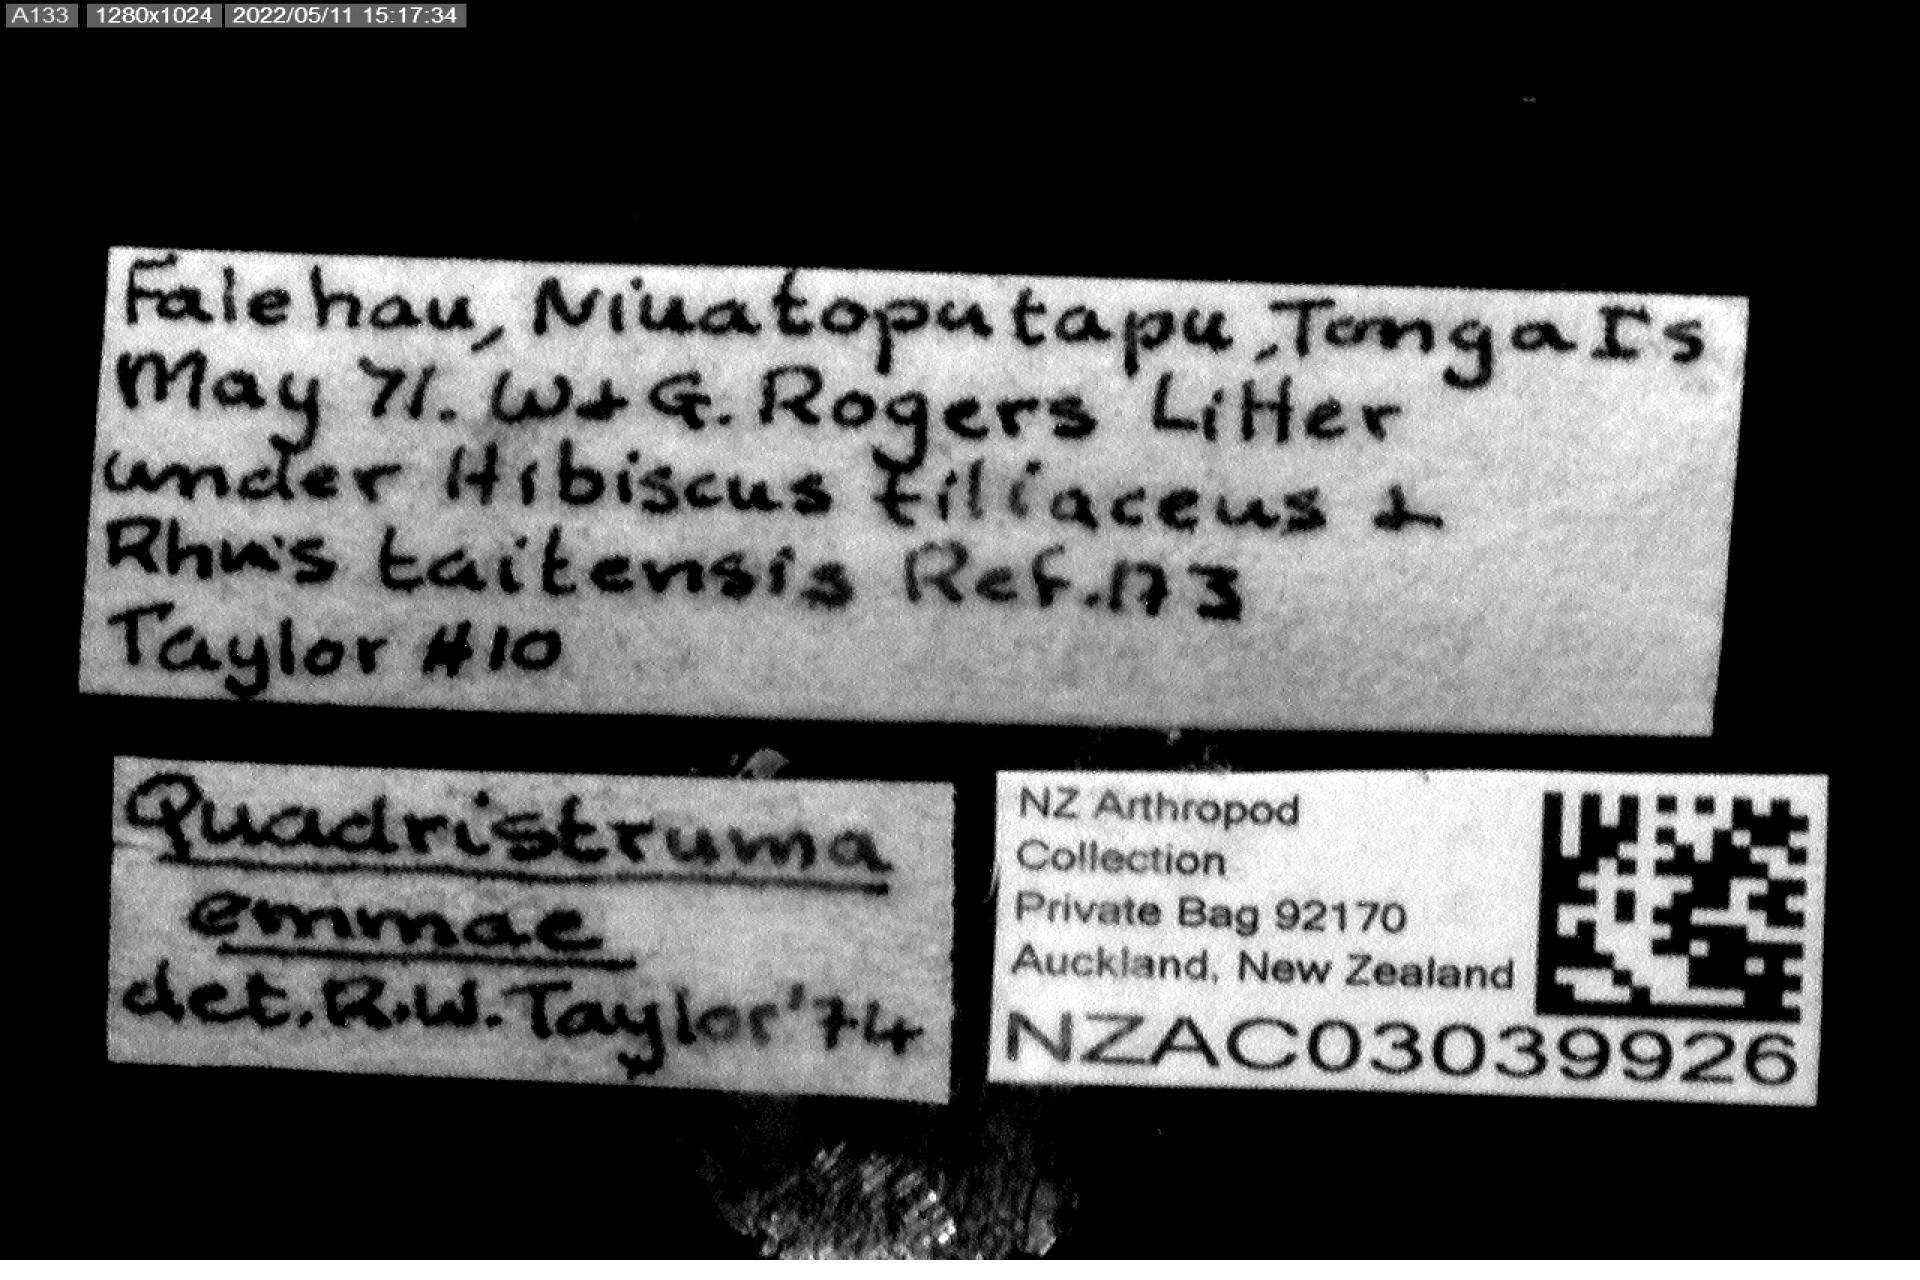 A133 1280x1024 2022/05/11 15:17:34
Falehau, Niuatoputapu, Tonga Is
May 71. W + G. Rogers Litter
under Hibiscus tiliaceus +
Rhus taitensis Ref. 173
Taylor #10
Quadristruma
emmae
det. R.W. Taylor '74
NZ Arthropod
Collection
Private Bag 92170
Auckland, New Zealand
NZAC03039926